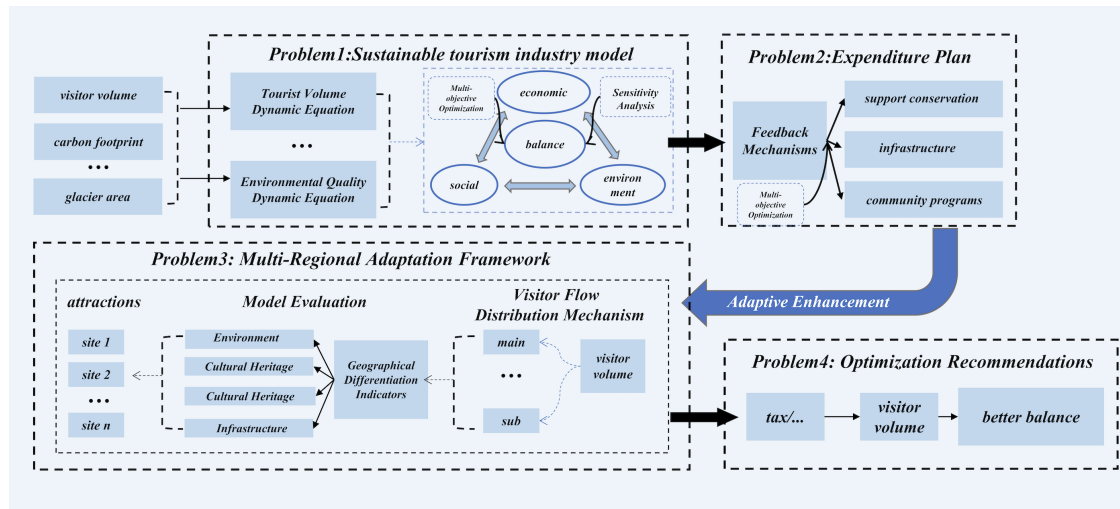 Problem1:Sustainable tourism industry model
visitor volume
carbon footprint
...
glacier area
Tourist Volume
Dynamic Equation
...
Environmental Quality
Dynamic Equation
Multi-
objective
Optimization
economic
Sensitivity
Analysis
balance
social
environ
ment
Problem2:Expenditure Plan
Feedback
Mechanisms
Multi-
objective
Optimization
support conservation
infrastructure
community programs
Adaptive Enhancement
Problem3: Multi-Regional Adaptation Framework
attractions
site 1
site 2
...
site n
Model Evaluation
Environment
Cultural Heritage
Cultural Heritage
Infrastructure
Geographical
Differentiation
Indicators
Visitor Flow
Distribution Mechanism
main
...
sub
visitor
volume
Problem4: Optimization Recommendations
tax/...
visitor
volume
better balance